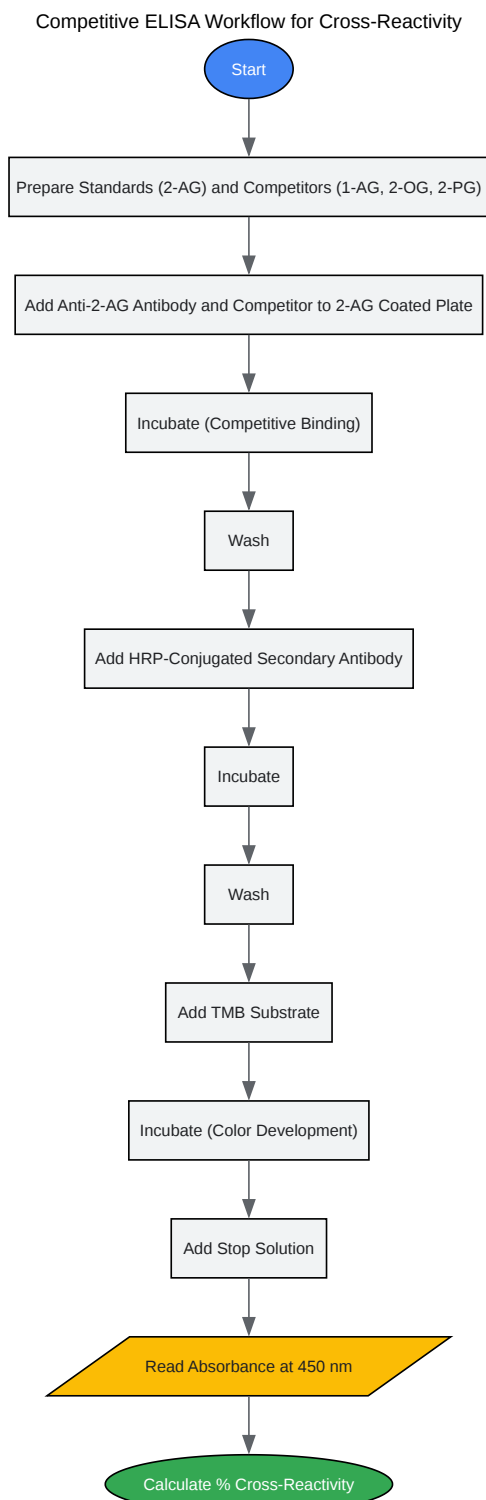 Competitive ELISA Workflow for Cross-Reactivity
Start
Prepare Standards (2-AG) and Competitors (1-AG, 2-OG, 2-PG)
Add Anti-2-AG Antibody and Competitor to 2-AG Coated Plate
Incubate (Competitive Binding)
Wash
Add HRP-Conjugated Secondary Antibody
Incubate
Wash
Add TMB Substrate
Incubate (Color Development)
Add Stop Solution
Read Absorbance at 450 nm
Calculate % Cross-Reactivity